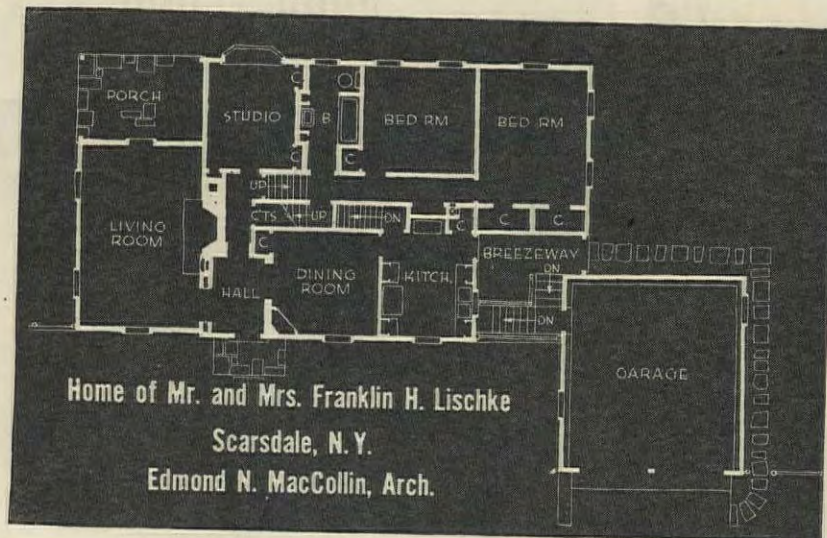 PORCH
STUDIO
C
B
BED RM
BED RM
C
C
UP
LIVING
ROOM
CTS
UP
DN
C
C
C
C
HALL
DINING
ROOM
KITCH.
BREEZEWAY
DN
DN
GARAGE
Home of Mr. and Mrs. Franklin H. Lischke
Scarsdale, N. Y.
Edmond N. MacCollin, Arch.